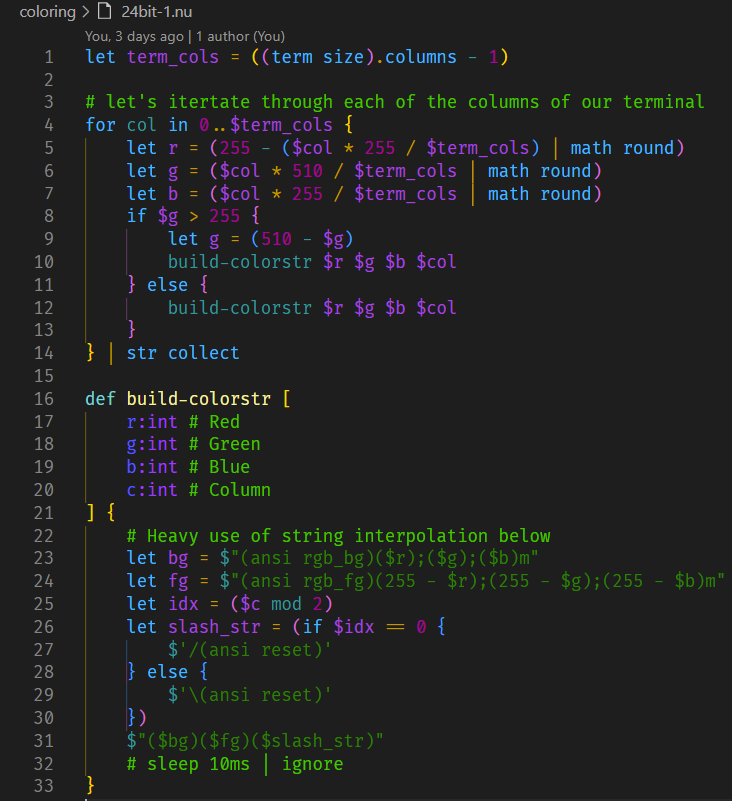 coloring > 24bit-1.nu
You, 3 days ago | 1 author (You)
1 let term_cols = ((term size).columns - 1)
2
3 # let's itertate through each of the columns of our terminal
4 for col in 0..$term_cols {
5     let r = (255 - ($col * 255 / $term_cols) | math round)
6     let g = ($col * 510 / $term_cols | math round)
7     let b = ($col * 255 / $term_cols | math round)
8     if $g > 255 {
9         let g = (510 - $g)
10         build-colorstr $r $g $b $col
11     } else {
12         build-colorstr $r $g $b $col
13     }
14 } | str collect
15
16 def build-colorstr [
17     r:int # Red
18     g:int # Green
19     b:int # Blue
20     c:int # Column
21 ] {
22     # Heavy use of string interpolation below
23     let bg = $"(ansi rgb_bg)($r);($g);($b)m"
24     let fg = $"(ansi rgb_fg)(255 - $r);(255 - $g);(255 - $b)m"
25     let idx = ($c mod 2)
26     let slash_str = (if $idx == 0 {
27         $'/(ansi reset)'
28     } else {
29         $'\(ansi reset)'
30     })
31     $"($bg)($fg)($slash_str)"
32     # sleep 10ms | ignore
33 }